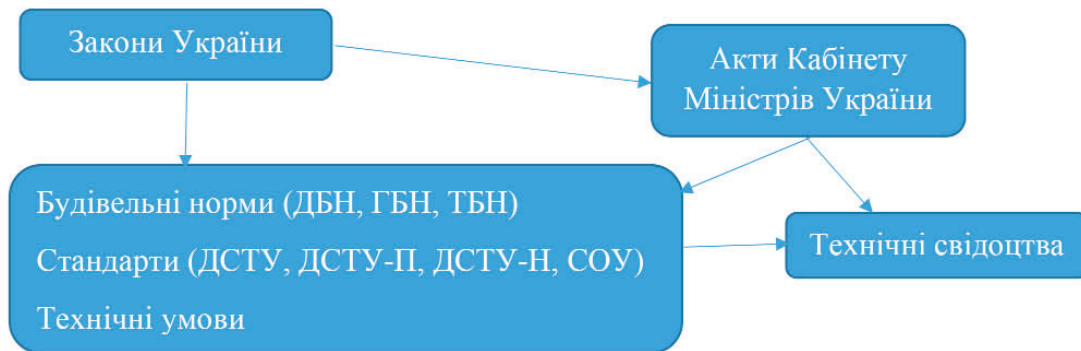 Закони України
Акти Кабінету
Міністрів України
Будівельні норми (ДБН, ГБН, ТБН)
Стандарти (ДСТУ, ДСТУ-П, ДСТУ-Н, СОУ)
Технічні умови
Технічні свідоцтва